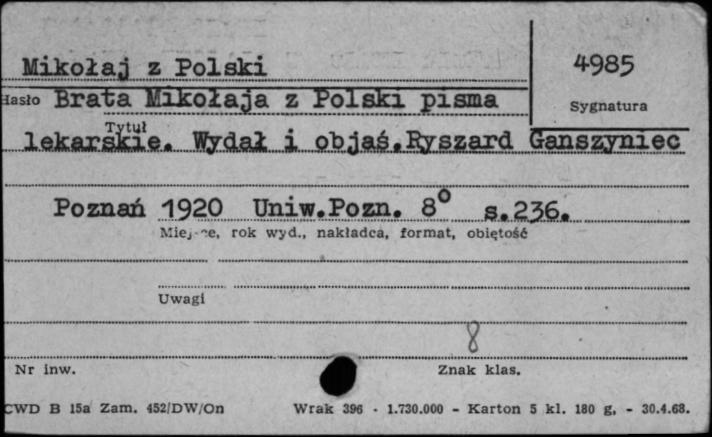 Mikołaj z Polski 4985
Hasło Brata Mikołaja z Polski pisma Sygnatura
Tytuł
lekarskie. Wydał i objaś.Ryszard Ganszyniec
Poznań 1920 Uniw.Pozn. 8° s.236.
Miejsce, rok wyd., nakładca, format, obiętość
Uwagi
8
Nr inw. Znak klas.
CWD B 15a Zam. 452/DW/On Wrak 396 - 1.730.000 - Karton 5 kl. 180 g, - 30.4.68.